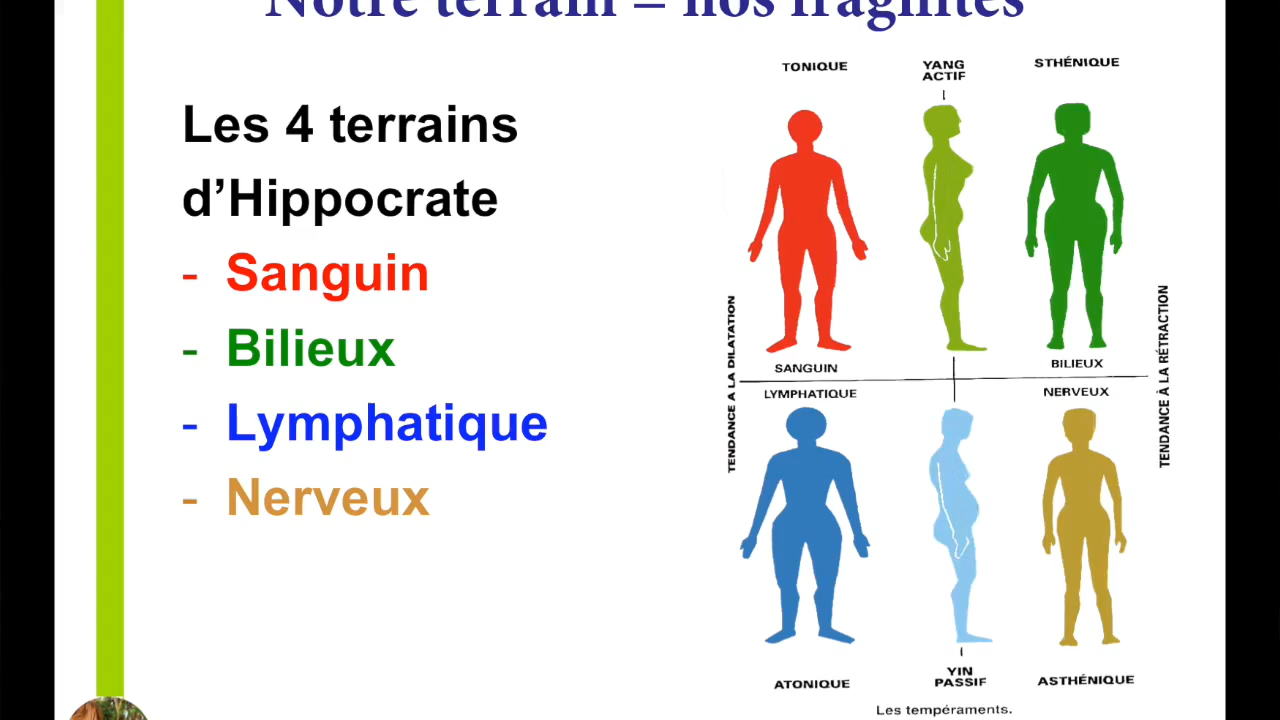 Notre terrain = nos fragilités
Les 4 terrains
d’Hippocrate
- Sanguin
- Bilieux
- Lymphatique
- Nerveux
TONIQUE
YANG
ACTIF
STHÉNIQUE
TENDANCE A LA DILATATION
TENDANCE À LA RÉTRACTION
SANGUIN
BILIEUX
LYMPHATIQUE
NERVEUX
ATONIQUE
YIN
PASSIF
ASTHÉNIQUE
Les tempéraments.